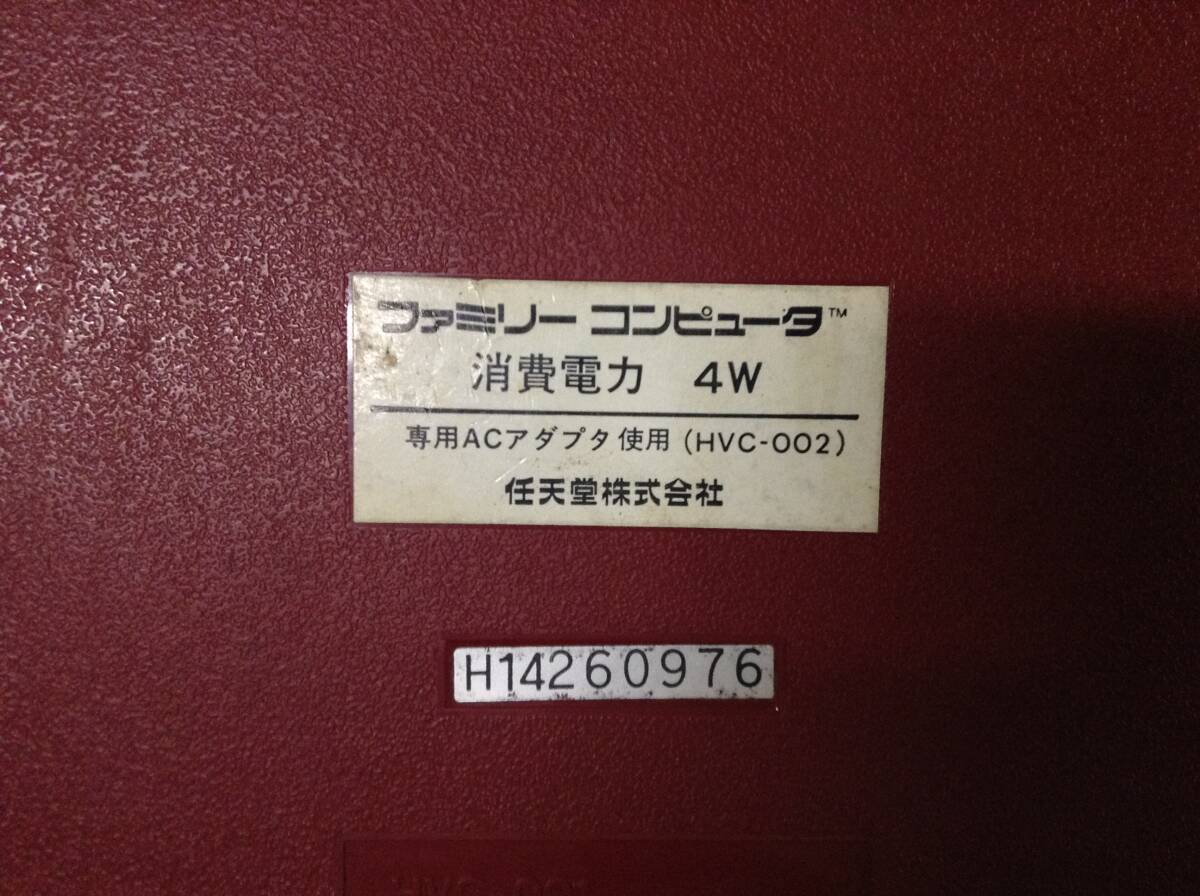 ファミリー コンピュータ™
消費電力 4W
専用ACアダプタ使用 (HVC-002)
任天堂株式会社
H14260976